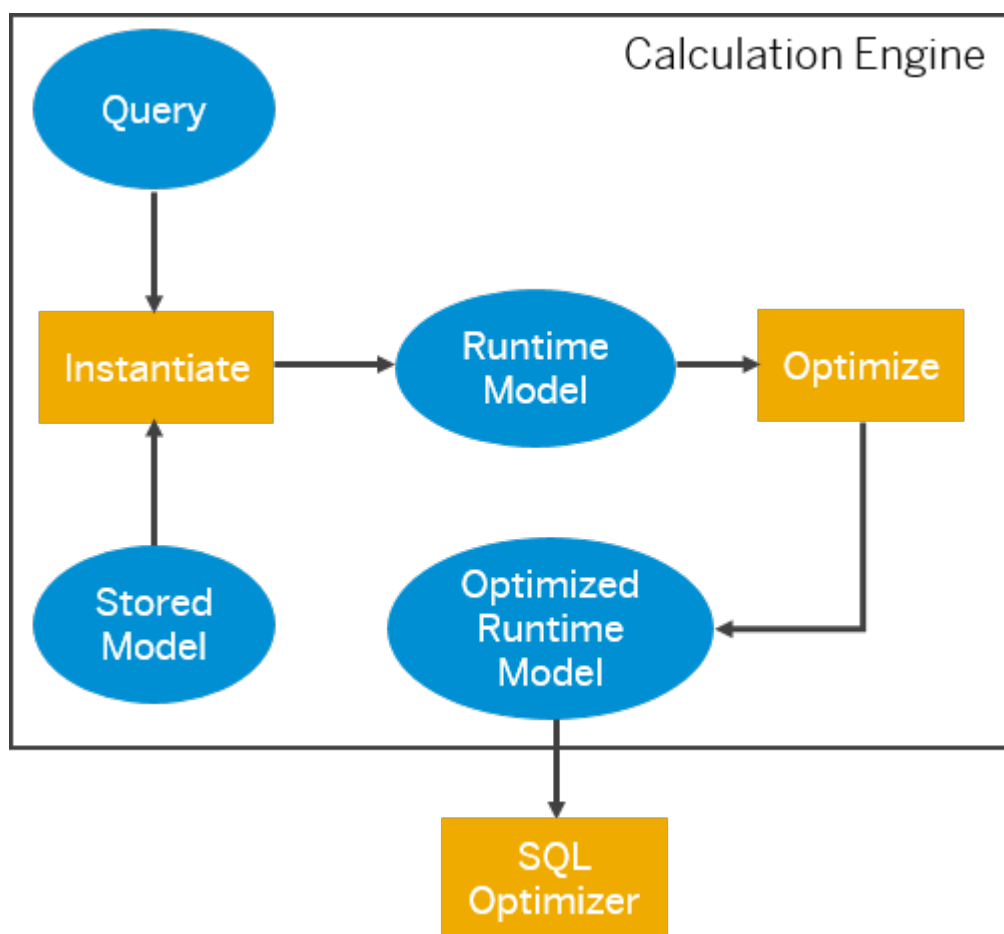 Calculation Engine
Query
Instantiate
Runtime
Model
Optimize
Stored
Model
Optimized
Runtime
Model
SQL
Optimizer